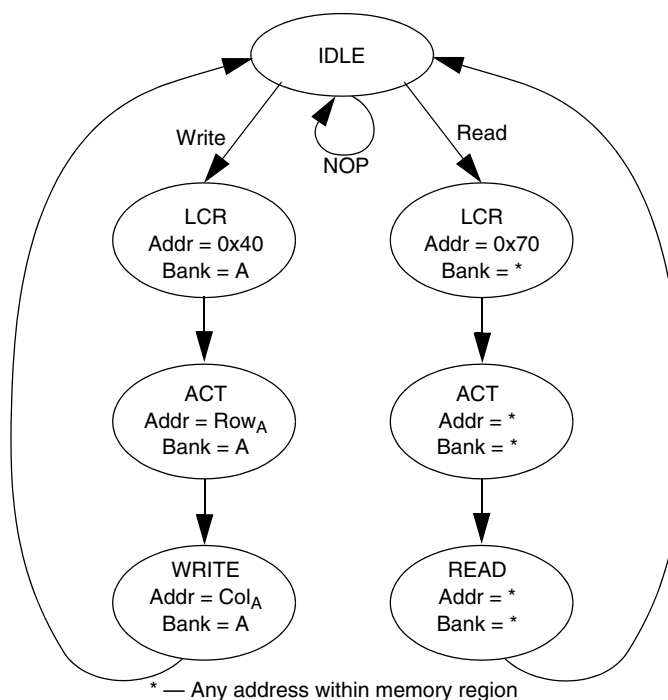 IDLE
Write
Read
NOP
LCR
Addr = 0x40
Bank = A
LCR
Addr = 0x70
Bank = *
ACT
Addr = RowA
Bank = A
ACT
Addr = *
Bank = *
WRITE
Addr = ColA
Bank = A
READ
Addr = *
Bank = *
* — Any address within memory region